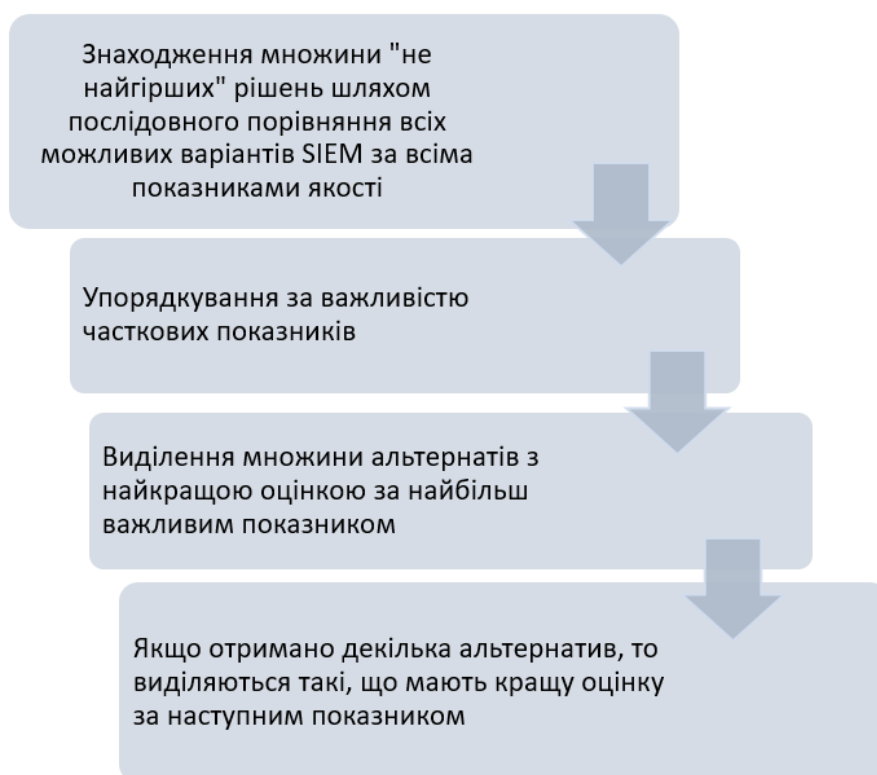 Знаходження множини "не
найгірших" рішень шляхом
послідовного порівняння всіх
можливих варіантів SIEM за всіма
показниками якості
Упорядкування за важливістю
часткових показників
Виділення множини альтернатів з
найкращою оцінкою за найбільш
важливим показником
Якщо отримано декілька альтернатив, то
виділяються такі, що мають кращу оцінку
за наступним показником